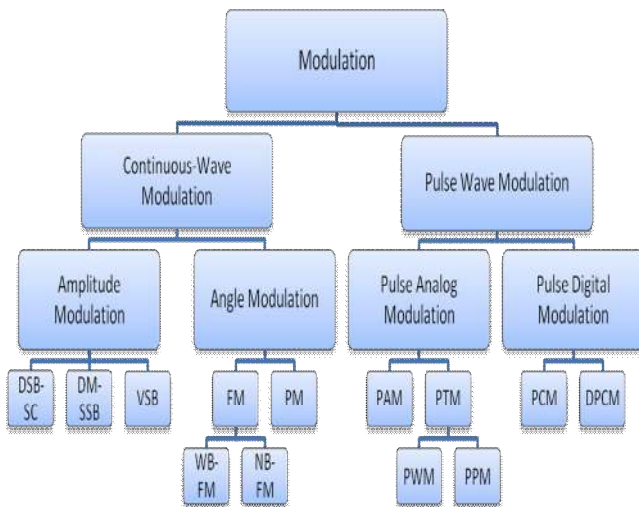 Modulation
Continuous-Wave
Modulation
Pulse Wave Modulation
Amplitude
Modulation
Angle Modulation
Pulse Analog
Modulation
Pulse Digital
Modulation
DSB-
SC
DM-
SSB
VSB
FM
PM
PAM
PTM
PCM
DPCM
WB-
FM
NB-
FM
PWM
PPM